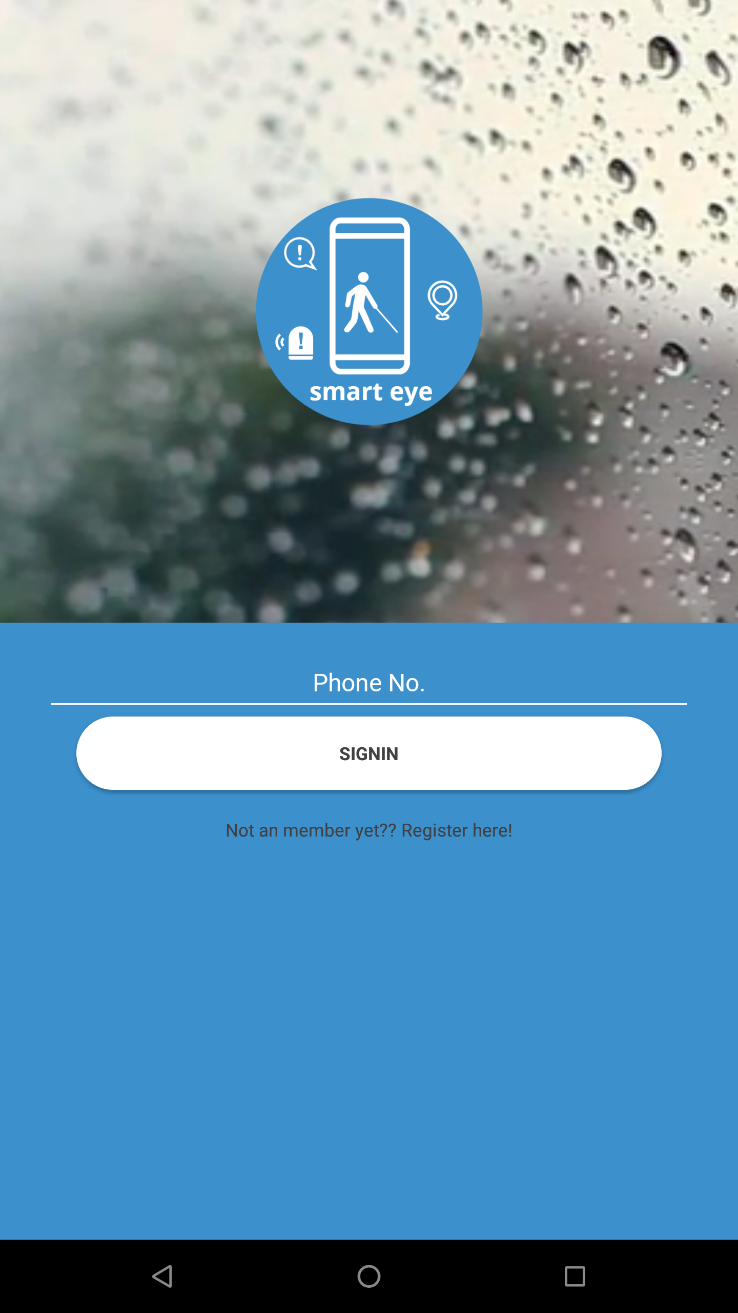 smart eye
Phone No.
SIGNIN
Not an member yet?? Register here!